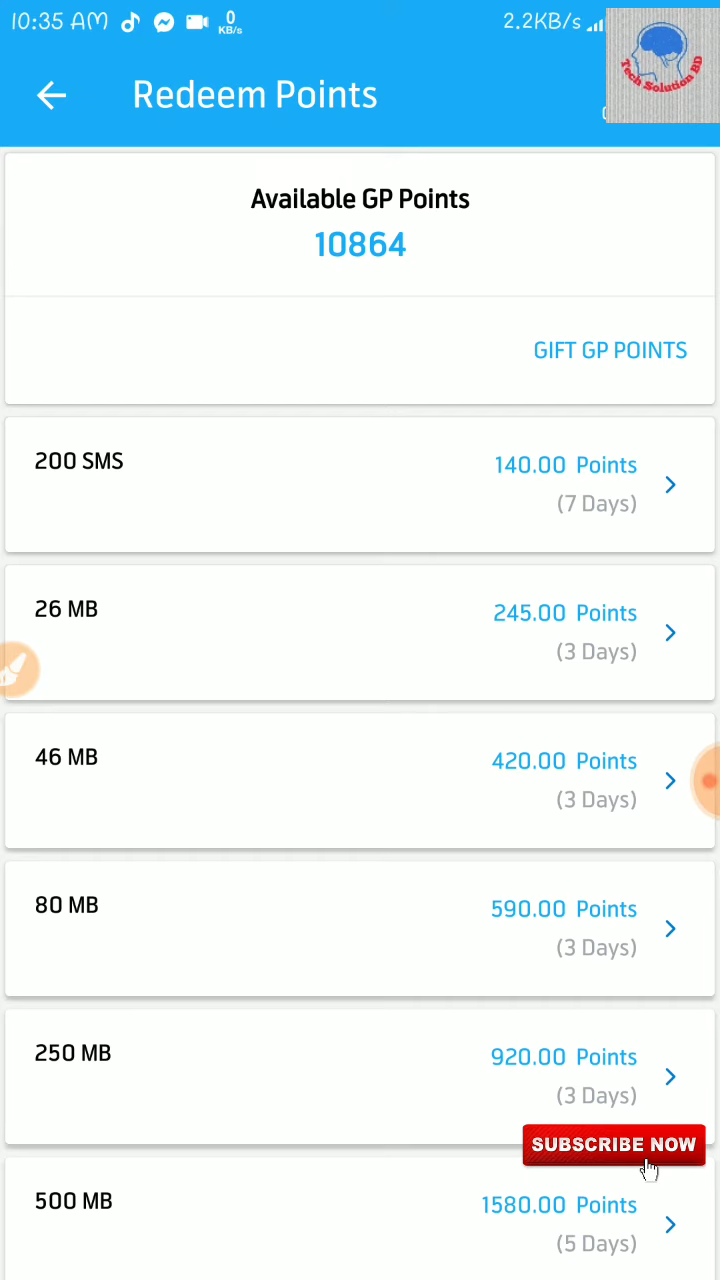 10:35 AM
0
KB/s
2.2KB/s
Tech Solution BD
Redeem Points
Available GP Points
10864
GIFT GP POINTS
200 SMS
140.00 Points
(7 Days)
26 MB
245.00 Points
(3 Days)
46 MB
420.00 Points
(3 Days)
80 MB
590.00 Points
(3 Days)
250 MB
920.00 Points
(3 Days)
SUBSCRIBE NOW
500 MB
1580.00 Points
(5 Days)